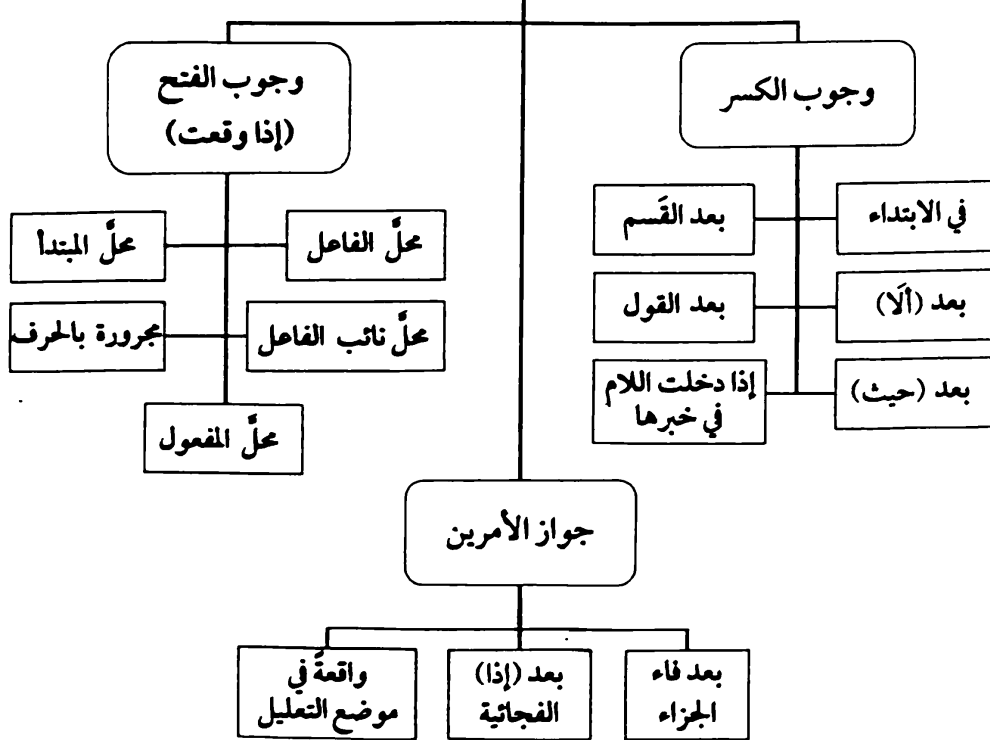 وجوب الكسر
في الابتداء
بعد القَسم
بعد (ألَا)
بعد القول
بعد (حيث)
إذا دخلت اللام
في خبرها
وجوب الفتح
(إذا وقعت)
محلَّ الفاعل
محلَّ المبتدأ
محلَّ نائب الفاعل
مجرورة بالحرف
محلَّ المفعول
جواز الأمرين
بعد فاء
الجزاء
بعد (إذا)
الفجائية
واقعةً في
موضع التعليل